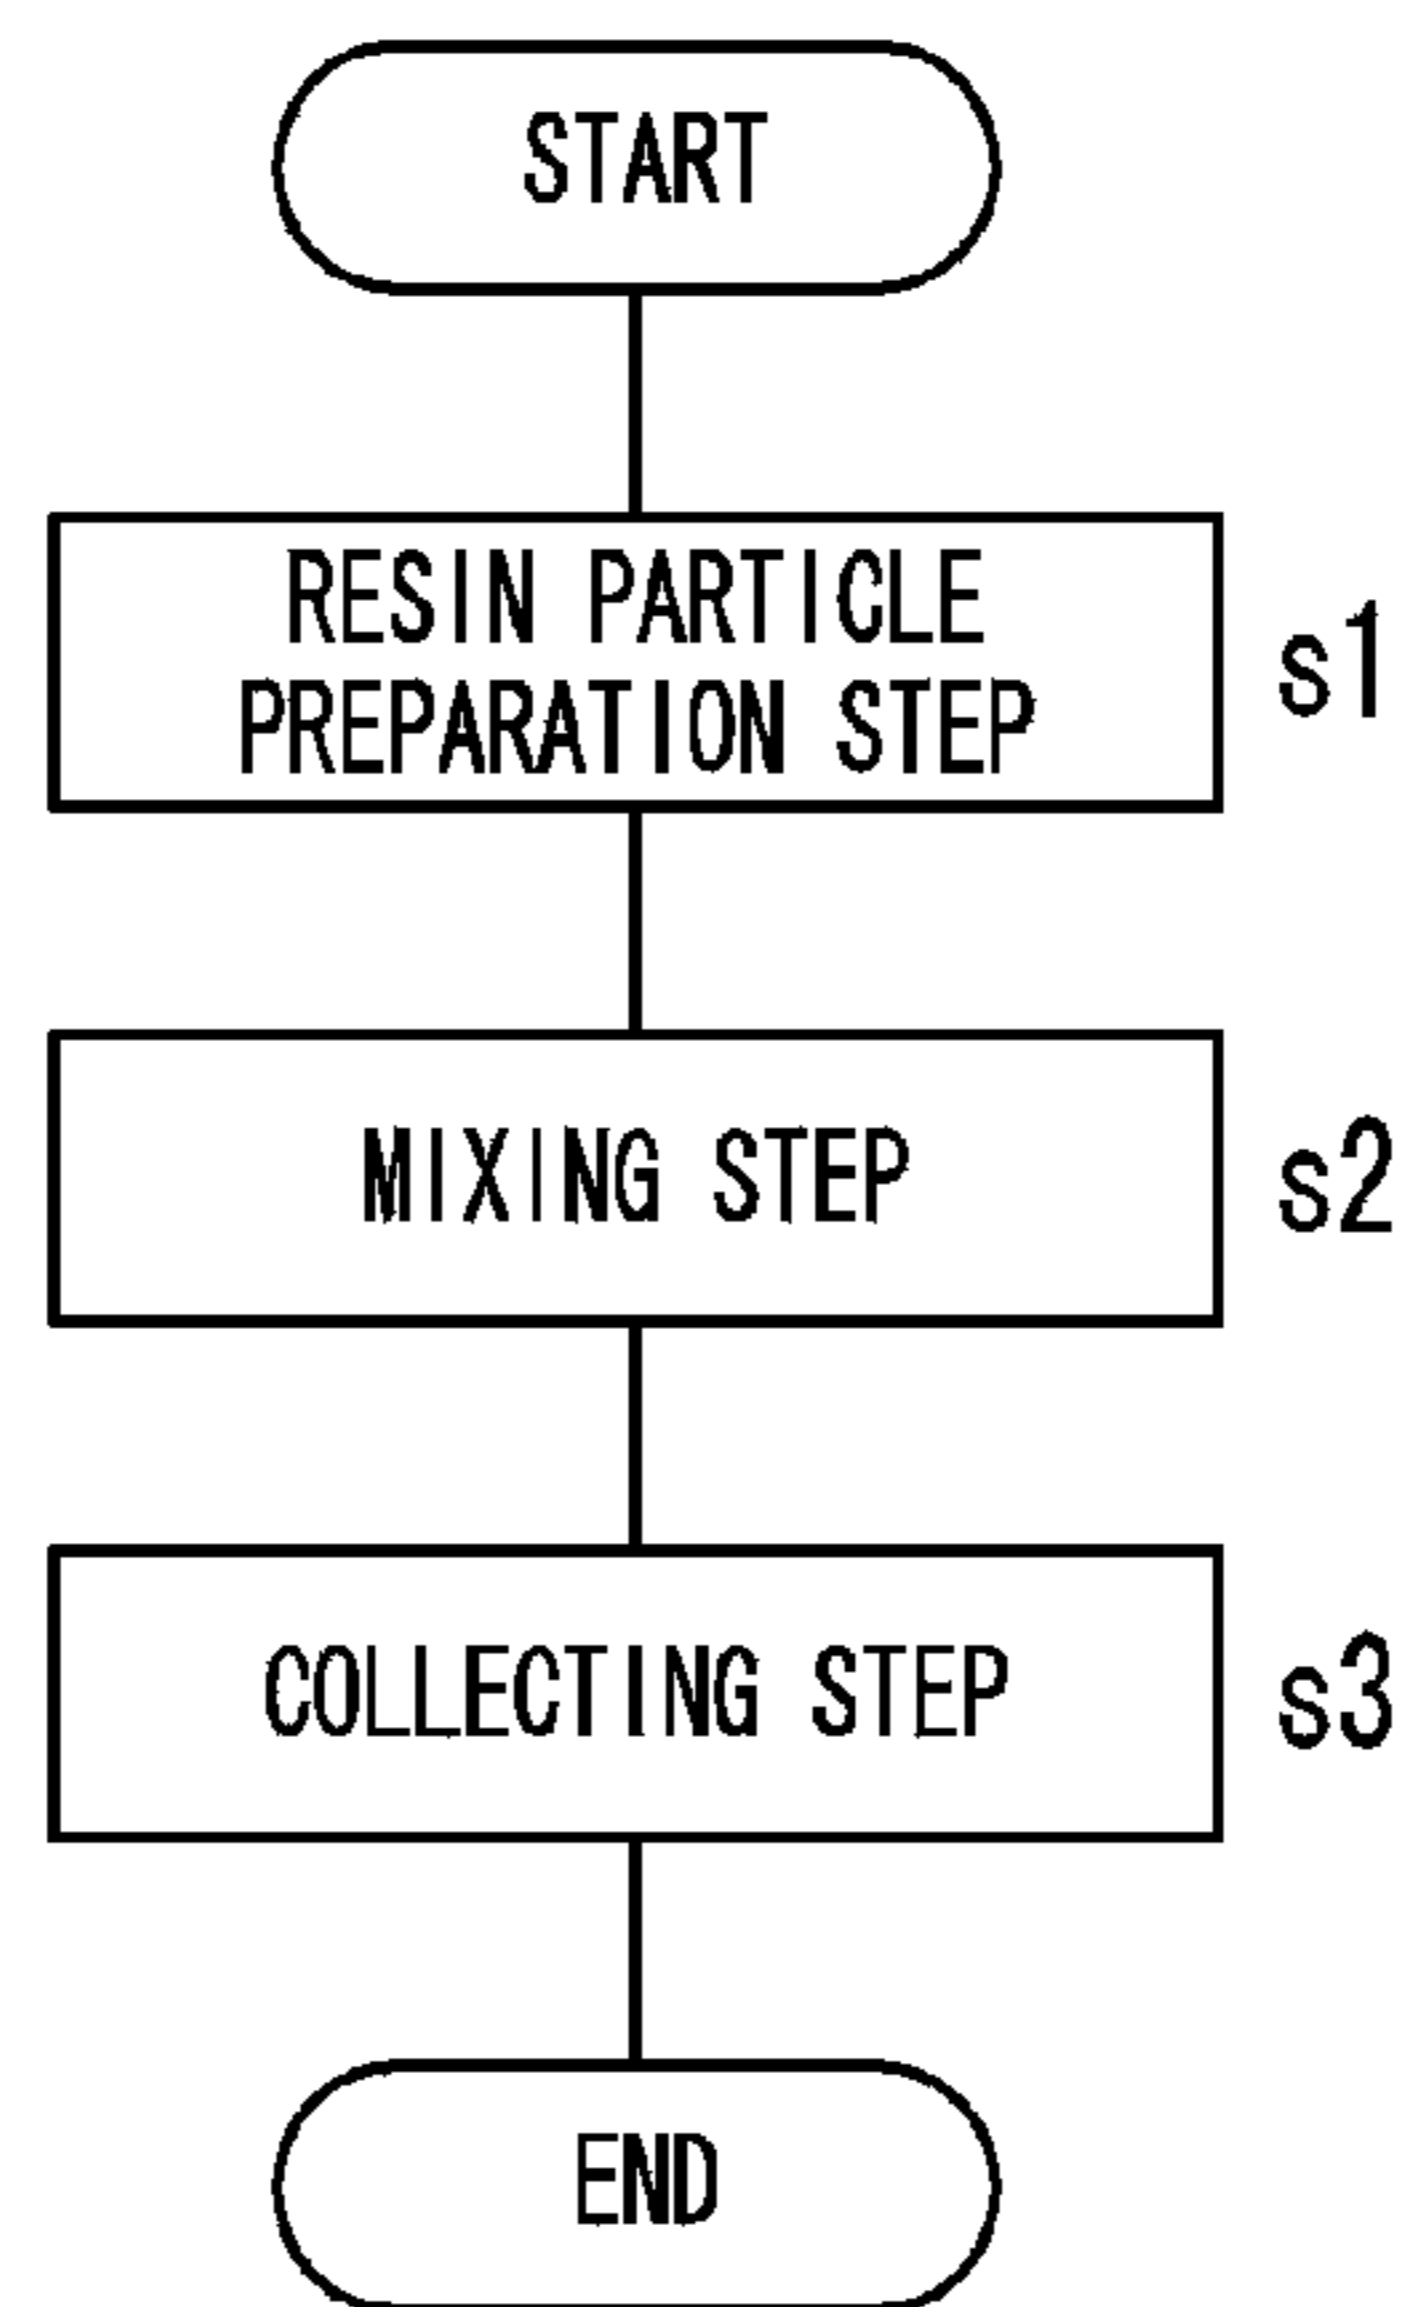 START
RESIN PARTICLE
PREPARATION STEP
s1
MIXING STEP
s2
COLLECTING STEP
s3
END